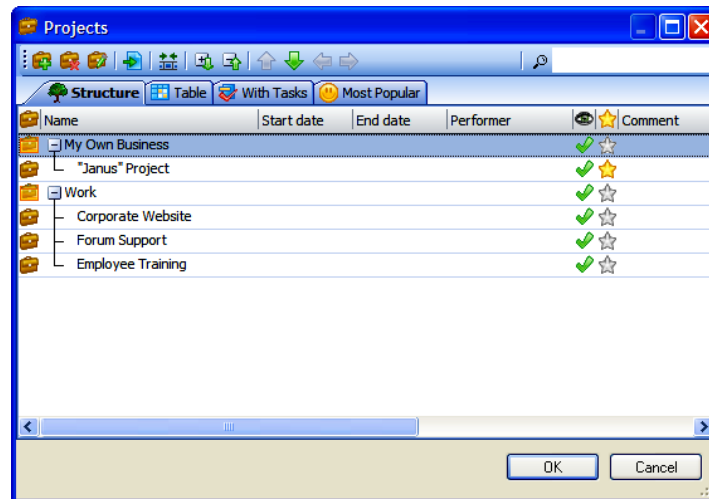 Projects
Structure Table With Tasks Most Popular
Name Start date End date Performer Comment
My Own Business
"Janus" Project
Work
Corporate Website
Forum Support
Employee Training
OK Cancel